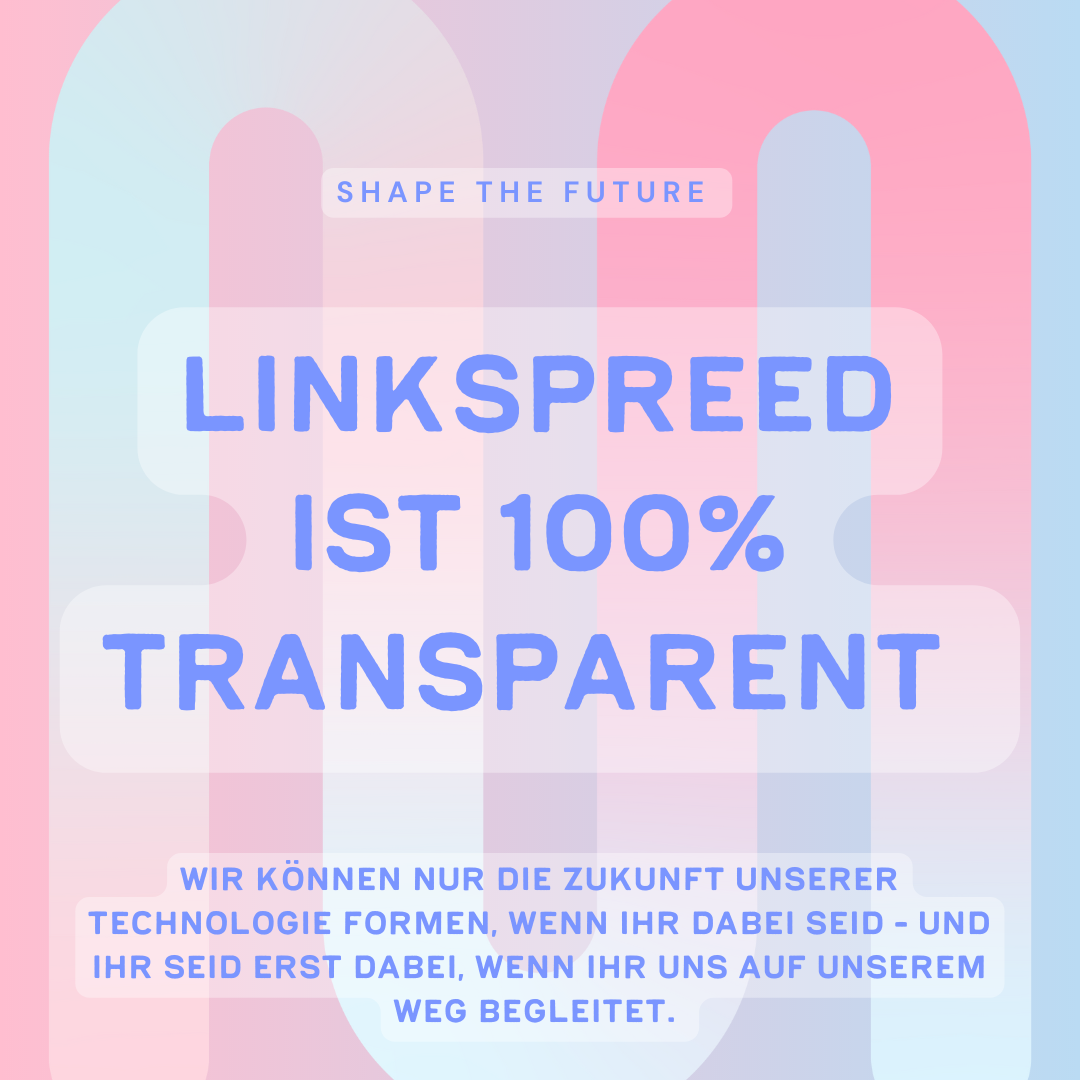 SHAPE THE FUTURE
LINKSPREED
IST 100%
TRANSPARENT
WIR KÖNNEN NUR DIE ZUKUNFT UNSERER
TECHNOLOGIE FORMEN, WENN IHR DABEI SEID - UND
IHR SEID ERST DABEI, WENN IHR UNS AUF UNSEREM
WEG BEGLEITET.